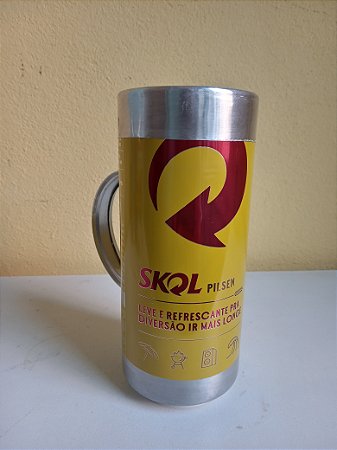 SKOL PILSEN
LEVE E REFRESCANTE PRA
DIVERSÃO IR MAIS LONGE